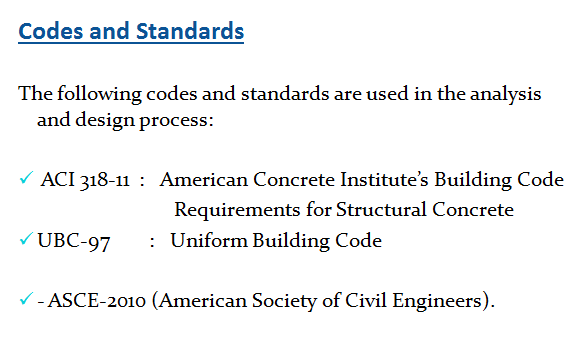 Codes and Standards
The following codes and standards are used in the analysis
and design process:
✓ ACI 318-11 : American Concrete Institute's Building Code
Requirements for Structural Concrete
✓ UBC-97 : Uniform Building Code
✓ - ASCE-2010 (American Society of Civil Engineers).